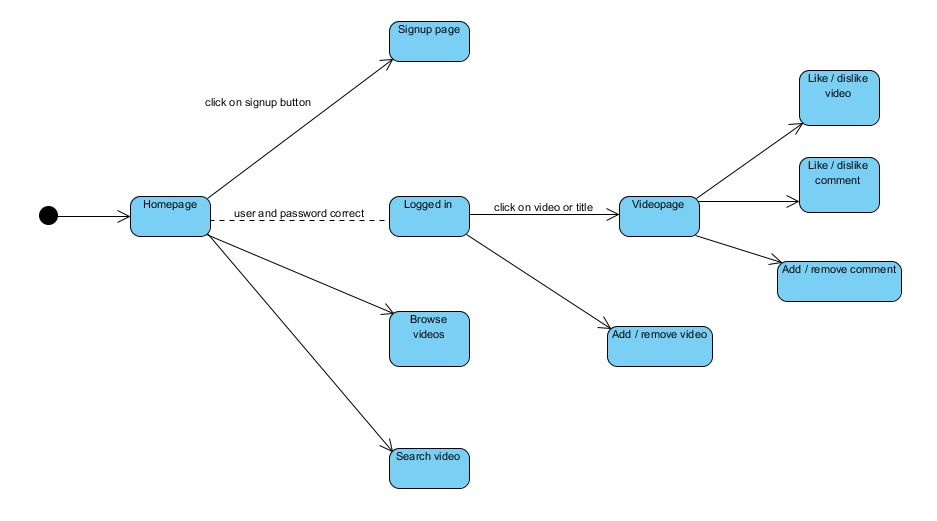 Signup page
click on signup button
Like / dislike
video
Like / dislike
comment
Homepage
user and password correct
Logged in
click on video or title
Videopage
Add / remove comment
Browse
videos
Add / remove video
Search video